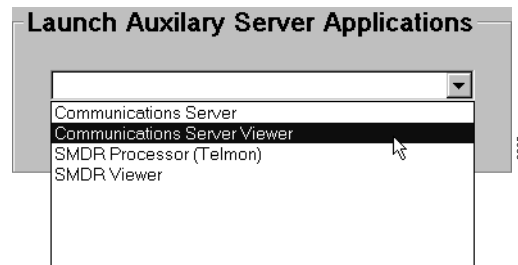 Launch Auxilary Server Applications
Communications Server
Communications Server Viewer
SMDR Processor (Telmon)
SMDR Viewer